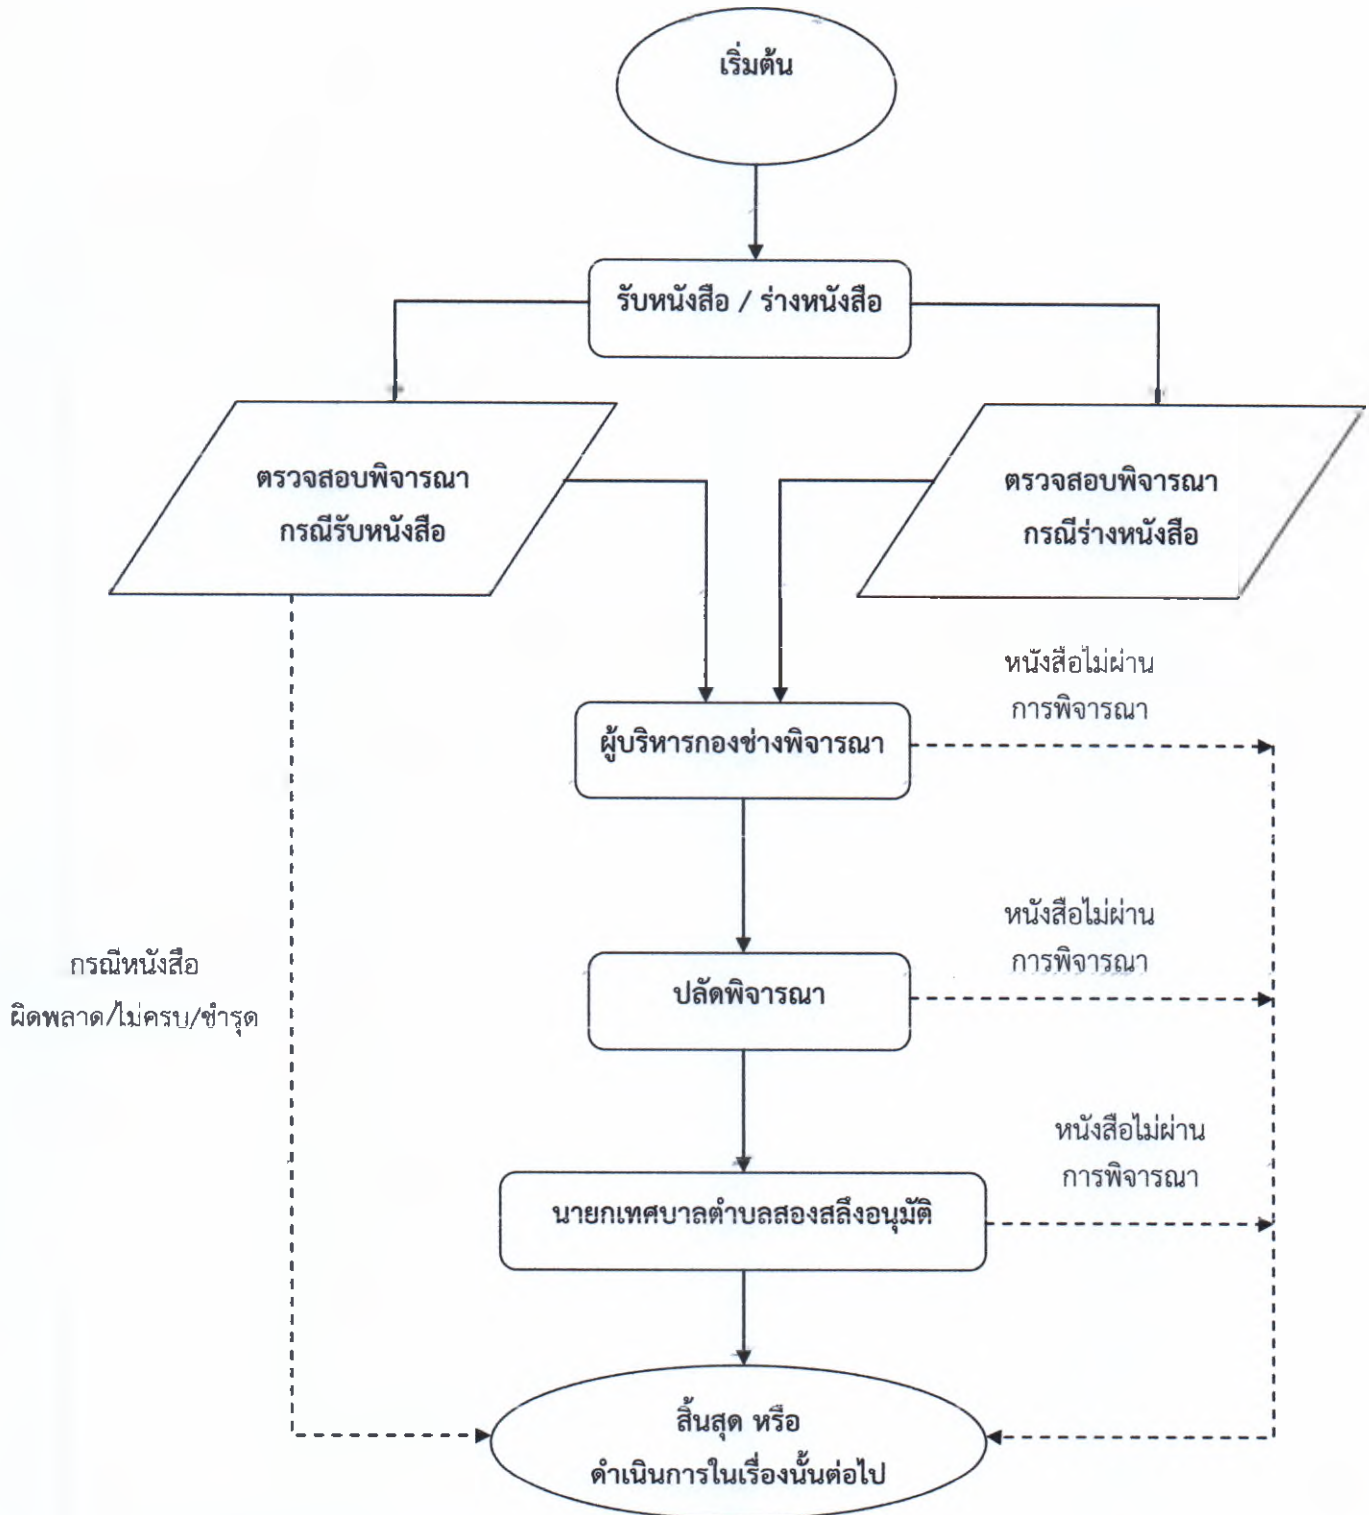 เริ่มต้น
รับหนังสือ / ร่างหนังสือ
ตรวจสอบพิจารณา
กรณีรับหนังสือ
ตรวจสอบพิจารณา
กรณีร่างหนังสือ
หนังสือไม่ผ่าน
การพิจารณา
ผู้บริหารกองช่างพิจารณา
หนังสือไม่ผ่าน
การพิจารณา
กรณีหนังสือ
ผิดพลาด/ไม่ครบ/ชำรุด
ปลัดพิจารณา
หนังสือไม่ผ่าน
การพิจารณา
นายกเทศบาลตำบลสองสลึงอนุมัติ
สิ้นสุด หรือ
ดำเนินการในเรื่องนั้นต่อไป